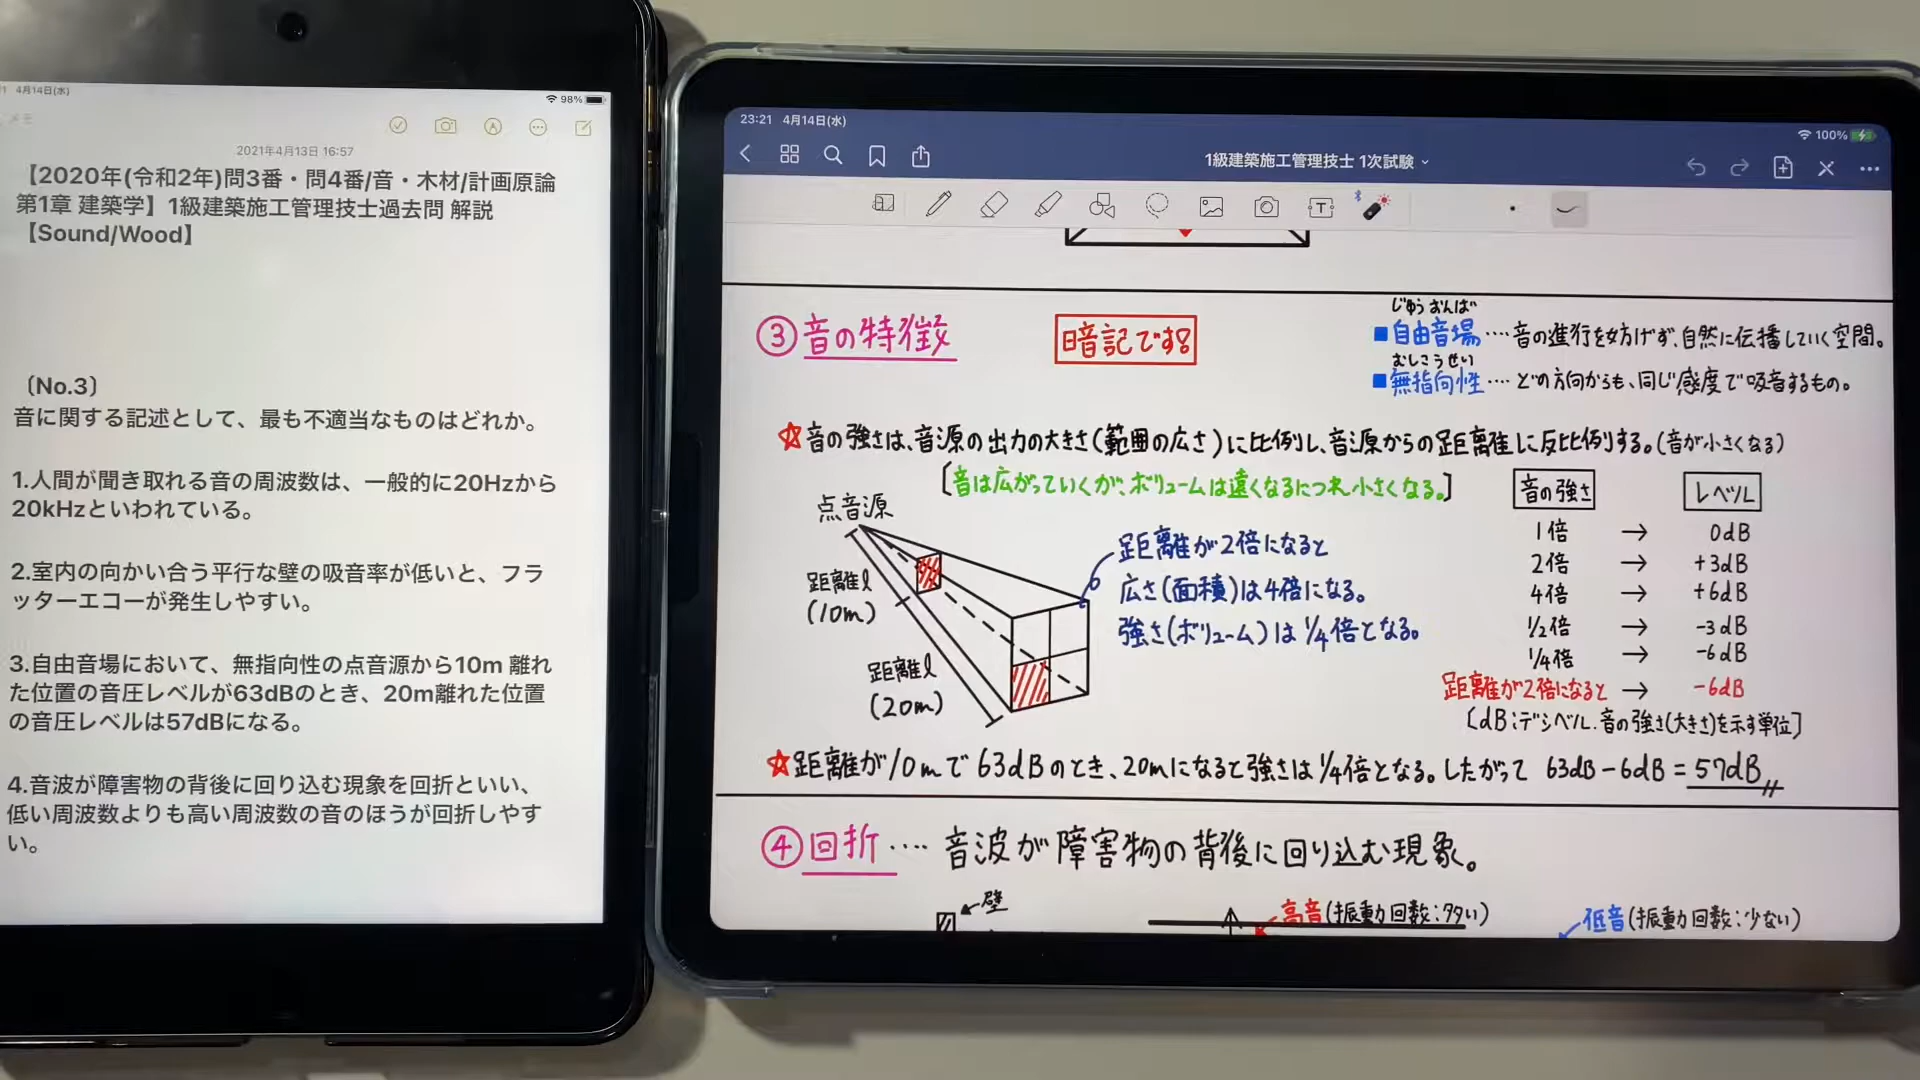 4月14日(水)
98%
メモ
2021年4月13日 16:57
【2020年(令和2年)問3番・問4番/音・木材/計画原論
第1章 建築学】1級建築施工管理技士過去問 解説
【Sound/Wood】
〔No.3〕
音に関する記述として、最も不適当なものはどれか。
1.人間が聞き取れる音の周波数は、一般的に20Hzから
20kHzといわれている。
2.室内の向かい合う平行な壁の吸音率が低いと、フラ
ッターエコーが発生しやすい。
3.自由音場において、無指向性の点音源から10m 離れ
た位置の音圧レベルが63dBのとき、20m離れた位置
の音圧レベルは57dBになる。
4.音波が障害物の背後に回り込む現象を回折といい、
低い周波数よりも高い周波数の音のほうが回折しやす
い。
23:21 4月14日(水)
100%
1級建築施工管理技士 1次試験
③音の特徴
暗記です!
じゆうおんば
■自由音場‥‥音の進行を妨げず、自然に伝播していく空間。
むしこうせい
■無指向性‥‥どの方向からも、同じ感度で吸音するもの。
☆音の強さは、音源の出力の大きさ(範囲の広さ)に比例し、音源からの距離に反比例する。(音が小さくなる)
[音は広がっていくが、ボリュームは遠くなるにつれ小さくなる。]
点音源
距離ℓ
(10m)
距離ℓ
(20m)
距離が2倍になると
広さ(面積)は4倍になる。
強さ(ボリューム)は1/4倍となる。
音の強さ レベル
1倍 → 0dB
2倍 → +3dB
4倍 → +6dB
1/2倍 → -3dB
1/4倍 → -6dB
距離が2倍になると → -6dB
[dB:デシベル.音の強さ(大きさ)を示す単位]
☆距離が10mで63dBのとき、20mになると強さは1/4倍となる。したがって 63dB-6dB=57dB
④回折‥‥音波が障害物の背後に回り込む現象。
壁
高音(振動回数:多い)
低音(振動回数:少ない)